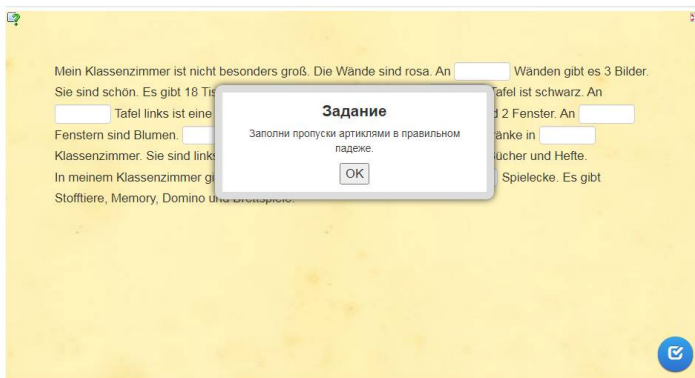 Mein Klassenzimmer ist nicht besonders groß. Die Wände sind rosa. An Wänden gibt es 3 Bilder.
Sie sind schön. Es gibt 18 Tafel ist schwarz. An
Tafel links ist eine 2 Fenster. An
Fenstern sind Blumen. in
Klassenzimmer. Sie sind links Bücher und Hefte.
In meinem Klassenzimmer Spielecke. Es gibt
Stofftiere, Memory, Domino und Brettspiele.
Задание
Заполни пропуски артиклями в правильном
падеже.
OK